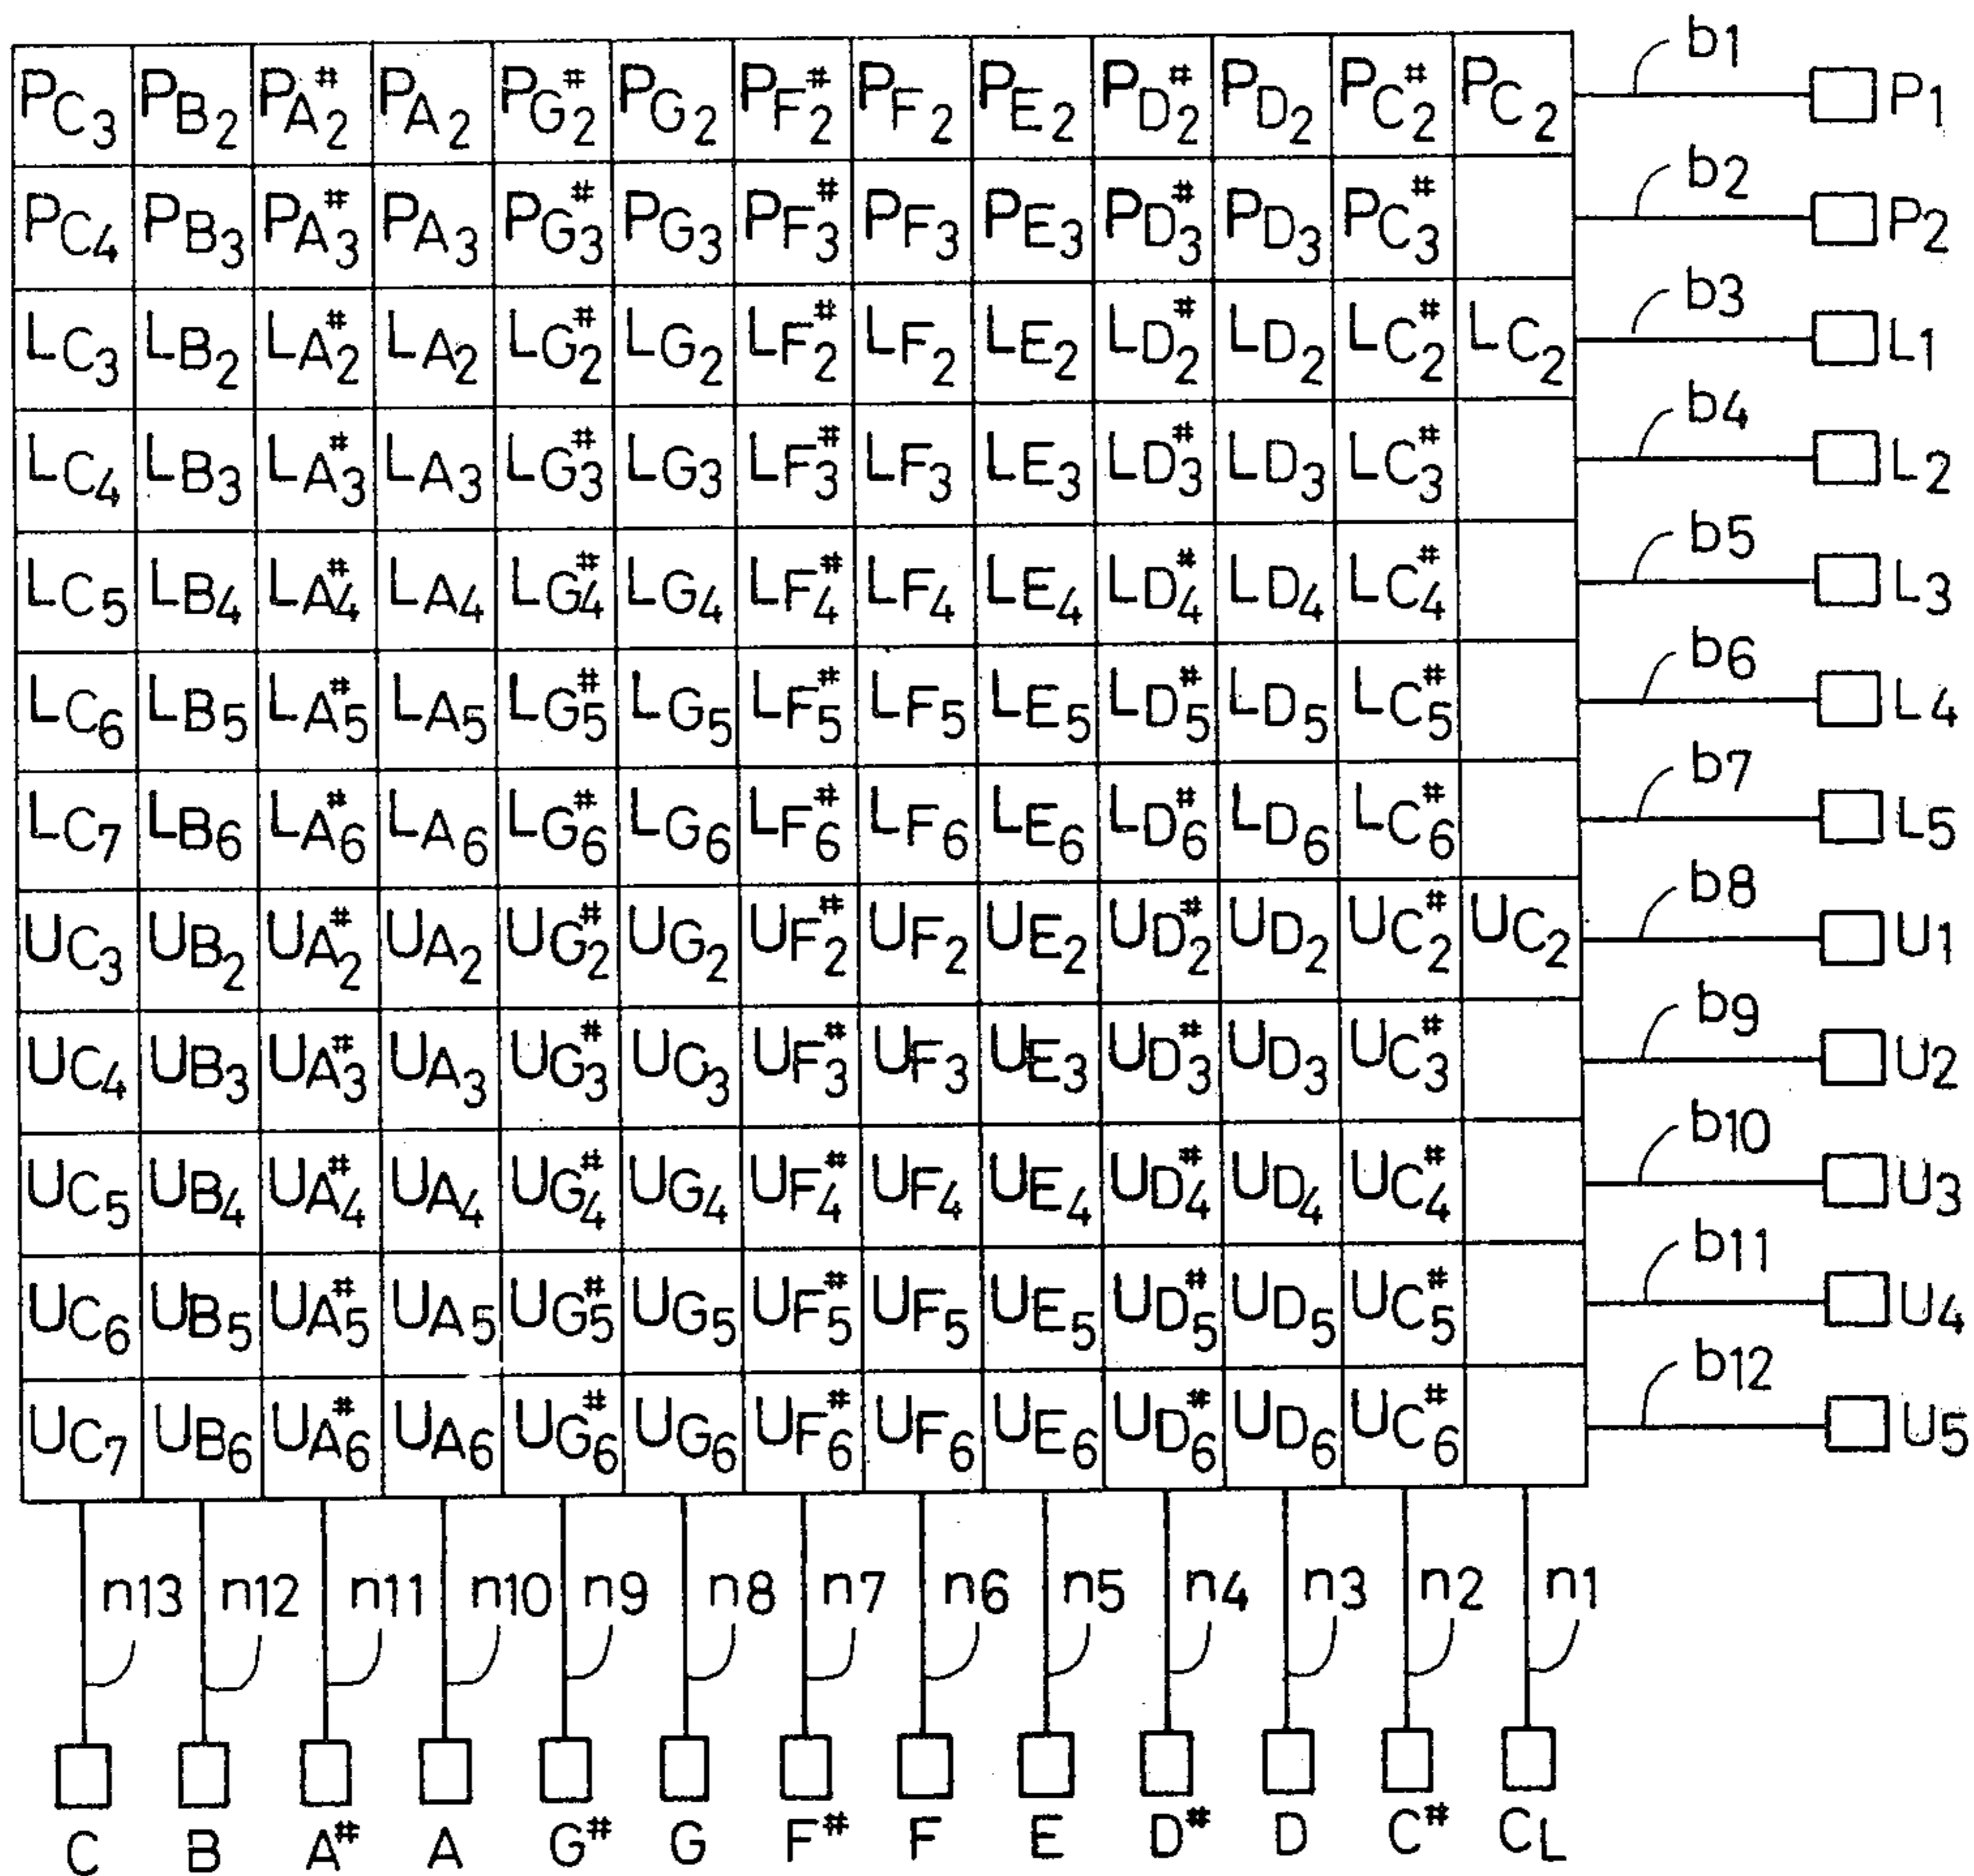 PC3 PB2 PA#2 PA2 PG#2 PG2 PF#2 PF2 PE2 PD#2 PD2 PC#2 PC2 b1 P1
PC4 PB3 PA#3 PA3 PG#3 PG3 PF#3 PF3 PE3 PD#3 PD3 PC#3 b2 P2
LC3 LB2 LA#2 LA2 LG#2 LG2 LF#2 LF2 LE2 LD#2 LD2 LC#2 LC2 b3 L1
LC4 LB3 LA#3 LA3 LG#3 LG3 LF#3 LF3 LE3 LD#3 LD3 LC#3 b4 L2
LC5 LB4 LA#4 LA4 LG#4 LG4 LF#4 LF4 LE4 LD#4 LD4 LC#4 b5 L3
LC6 LB5 LA#5 LA5 LG#5 LG5 LF#5 LF5 LE5 LD#5 LD5 LC#5 b6 L4
LC7 LB6 LA#6 LA6 LG#6 LG6 LF#6 LF6 LE6 LD#6 LD6 LC#6 b7 L5
UC3 UB2 UA#2 UA2 UG#2 UG2 UF#2 UF2 UE2 UD#2 UD2 UC#2 UC2 b8 U1
UC4 UB3 UA#3 UA3 UG#3 UC3 UF#3 UF3 UE3 UD#3 UD3 UC#3 b9 U2
UC5 UB4 UA#4 UA4 UG#4 UG4 UF#4 UF4 UE4 UD#4 UD4 UC#4 b10 U3
UC6 UB5 UA#5 UA5 UG#5 UG5 UF#5 UF5 UE5 UD#5 UD5 UC#5 b11 U4
UC7 UB6 UA#6 UA6 UG#6 UG6 UF#6 UF6 UE6 UD#6 UD6 UC#6 b12 U5
n13 n12 n11 n10 n9 n8 n7 n6 n5 n4 n3 n2 n1
C B A# A G# G F# F E D# D C# CL